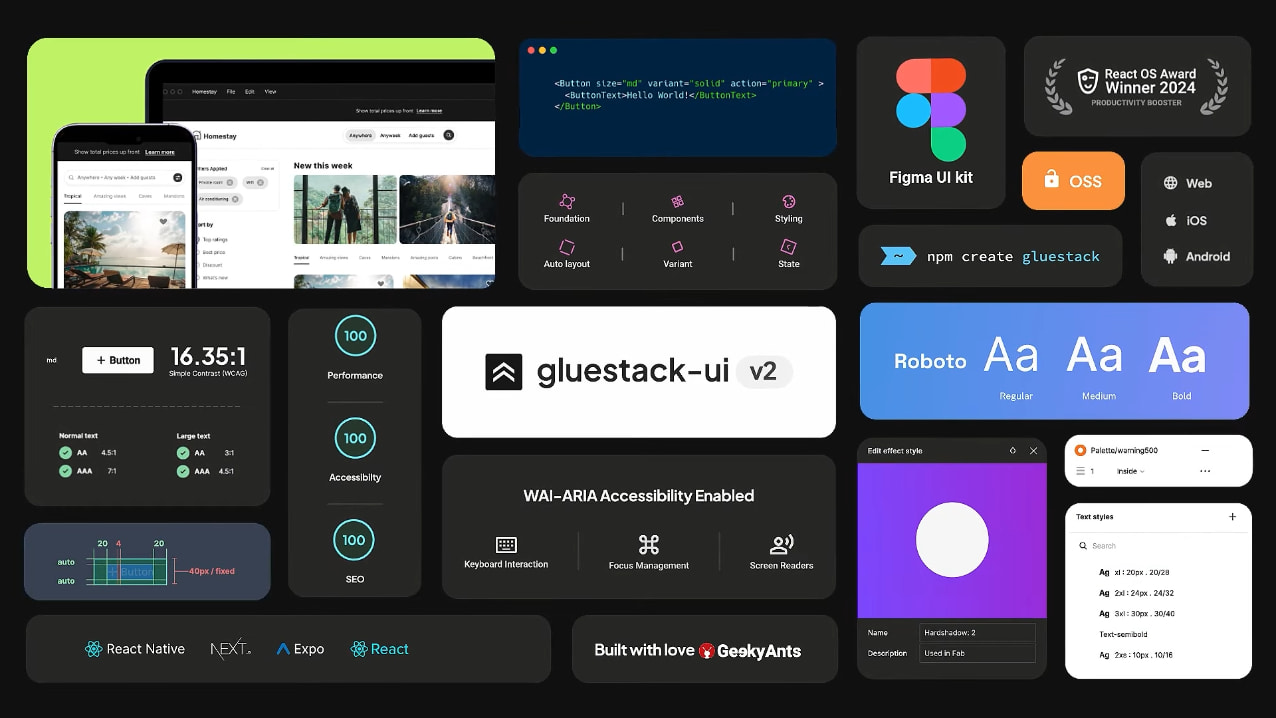 Homestay File Edit View
Show total prices up front Learn more
Homestay
Anywhere Any week Add guests
Show total prices up front Learn more
Anywhere • Any week • Add guests
Tropical Amazing views Caves Mansions
Filters Applied Clear all
Private room Wifi
Air conditioning
Sort by
Top ratings
Best price
Discount
What's new
New this week
Tropical Amazing views Caves Mansions Amazing pools Cabins Beachfront
<Button size="md" variant="solid" action="primary" >
<ButtonText>Hello World!</ButtonText>
</Button>
Foundation Components Styling
Auto layout Variant Size
Figma UI kit
React OS Award
Winner 2024
PRODUCTIVITY BOOSTER
OSS
Web
iOS
Android
npm create gluestack
md
+ Button
16.35:1
Simple Contrast (WCAG)
Normal text
AA 4.5:1
AAA 7:1
Large text
AA 3:1
AAA 4.5:1
100
Performance
100
Accessibilty
100
SEO
gluestack-ui v2
Roboto
Aa Aa Aa
Regular Medium Bold
WAI-ARIA Accessibility Enabled
Keyboard Interaction
Focus Management
Screen Readers
20 4 20
auto
auto
+ Button
40px / fixed
Edit effect style
Name Hardshadow: 2
Description Used in Fab
Palette/warning500
1 Inside
Text styles
Search
Ag xl : 20px . 20/28
Ag 2xl : 24px . 24/32
Ag 3xl : 30px . 30/40
Text-semibold
Ag 2xs : 10px . 10/16
React Native NEXT.JS Expo React
Built with love GeekyAnts